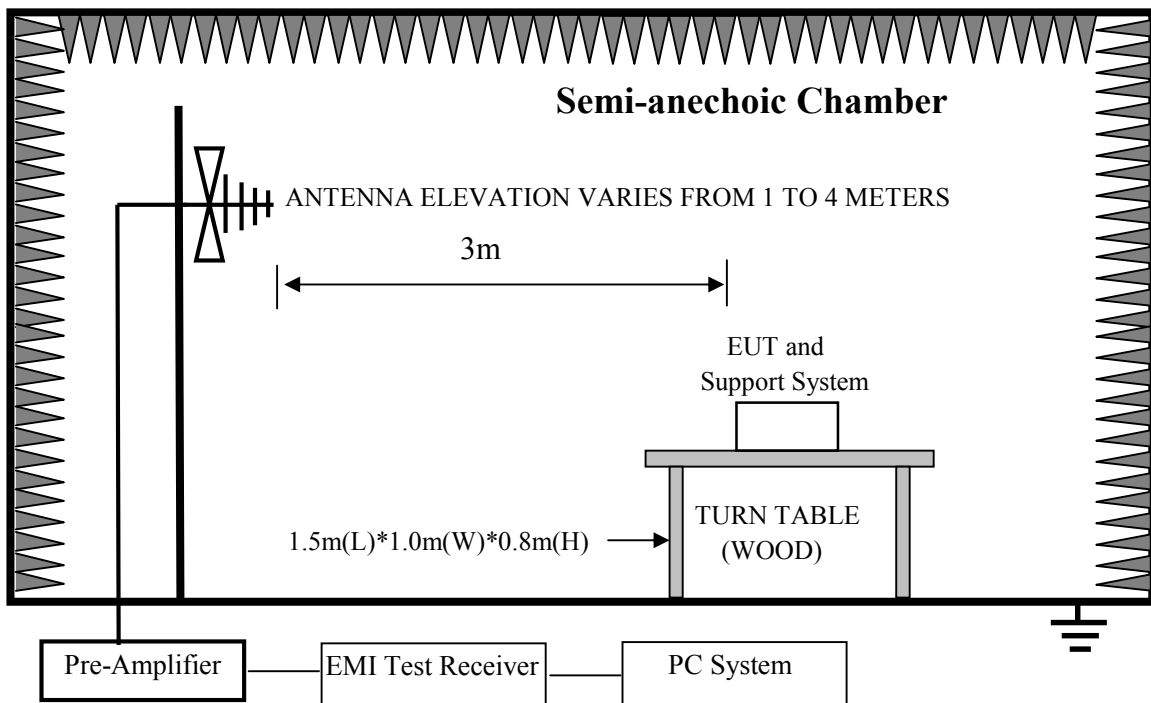 Semi-anechoic Chamber
ANTENNA ELEVATION VARIES FROM 1 TO 4 METERS
3m
EUT and
Support System
1.5m(L)*1.0m(W)*0.8m(H)
TURN TABLE
(WOOD)
Pre-Amplifier
EMI Test Receiver
PC System